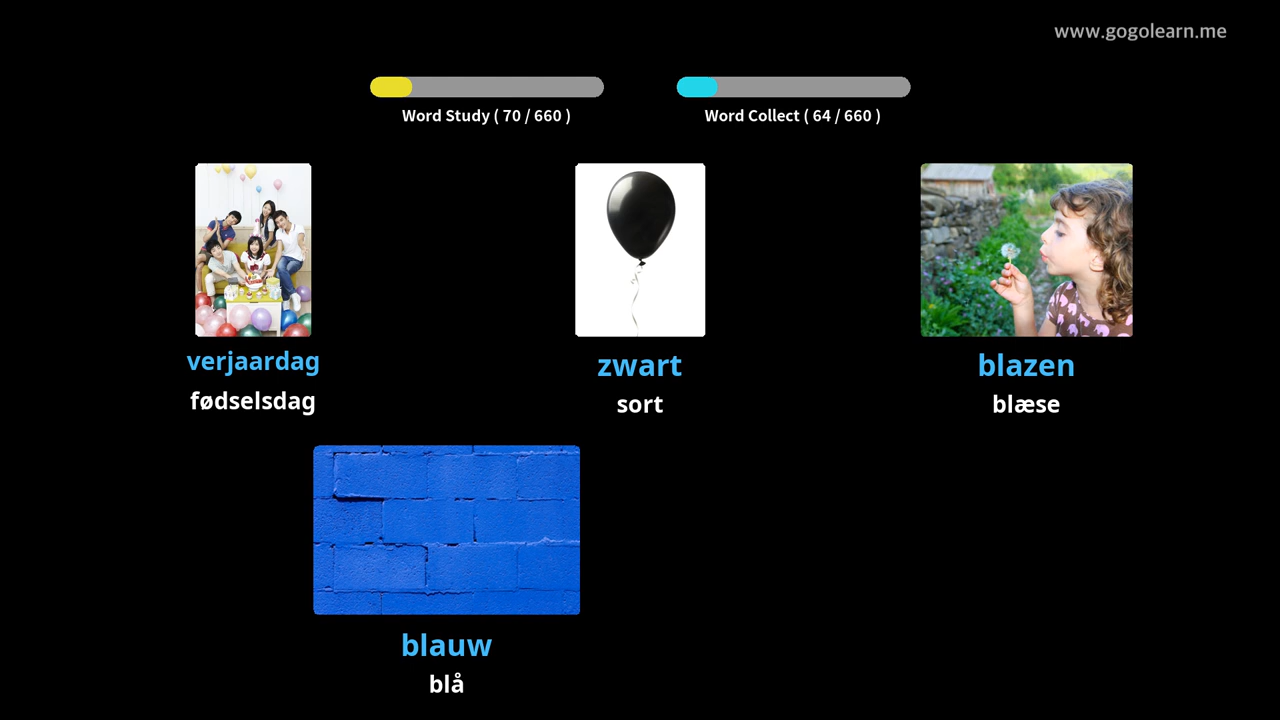 www.gogolearn.me
Word Study ( 70 / 660 )
Word Collect ( 64 / 660 )
verjaardag
fødselsdag
zwart
sort
blazen
blæse
blauw
blå